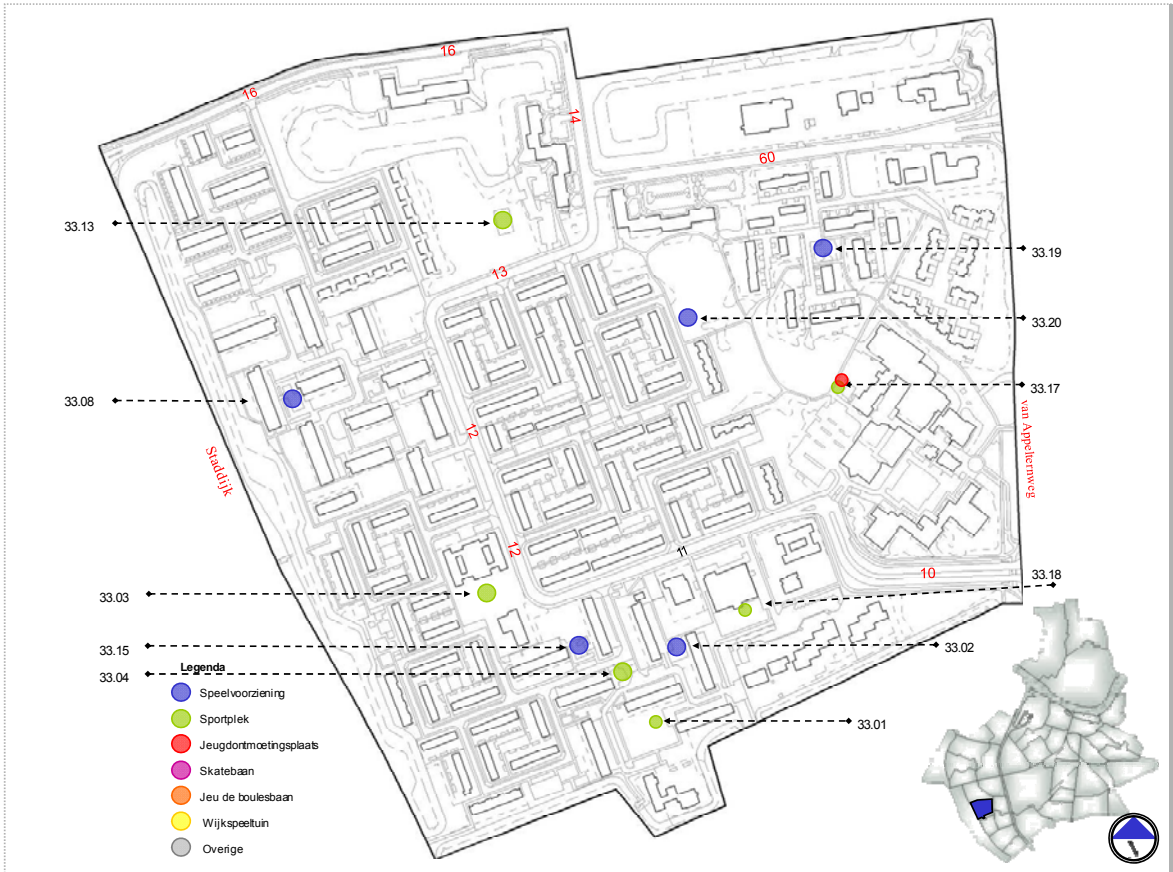 16
16
14
60
33.13
33.19
13
33.20
33.17
33.08
12
van Appelternweg
Staddijk
12
11
10
33.18
33.03
33.15
33.02
33.04
Legenda
Speelvoorziening
Sportplek
33.01
Jeugdontmoetingsplaats
Skatebaan
Jeu de boulesbaan
Wijkspeeltuin
Overige